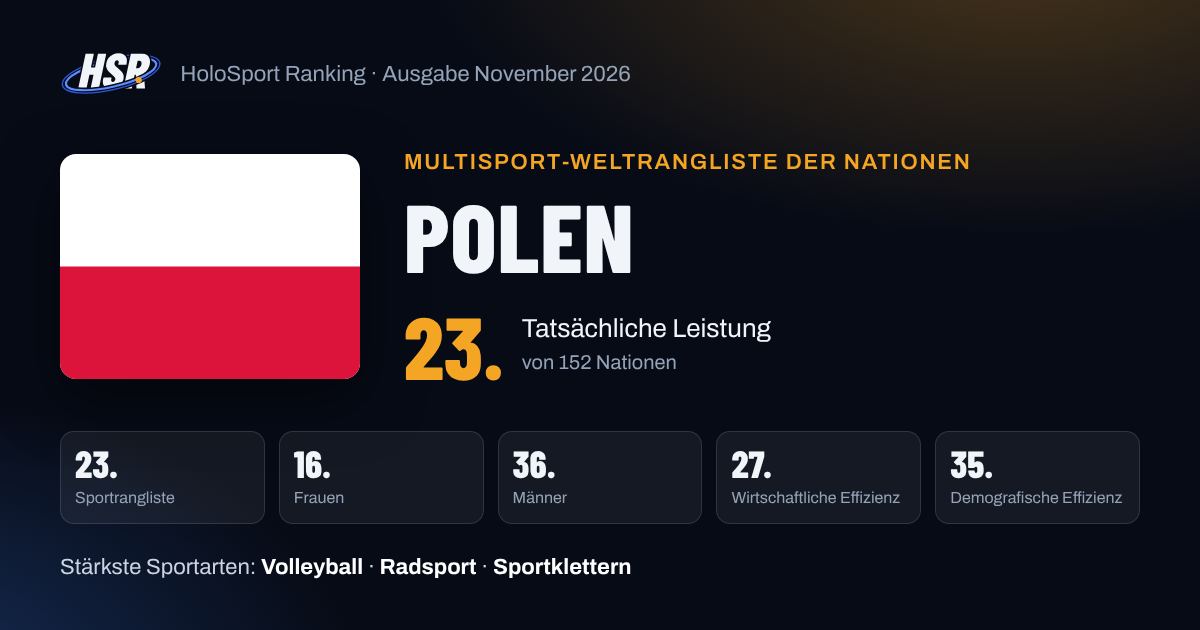 HSR
HoloSport Ranking · Ausgabe November 2026
MULTISPORT-WELTRANGLISTE DER NATIONEN
POLEN
23.
Tatsächliche Leistung
von 152 Nationen
23.
Sportrangliste
16.
Frauen
36.
Männer
27.
Wirtschaftliche Effizienz
35.
Demografische Effizienz
Stärkste Sportarten: Volleyball · Radsport · Sportklettern